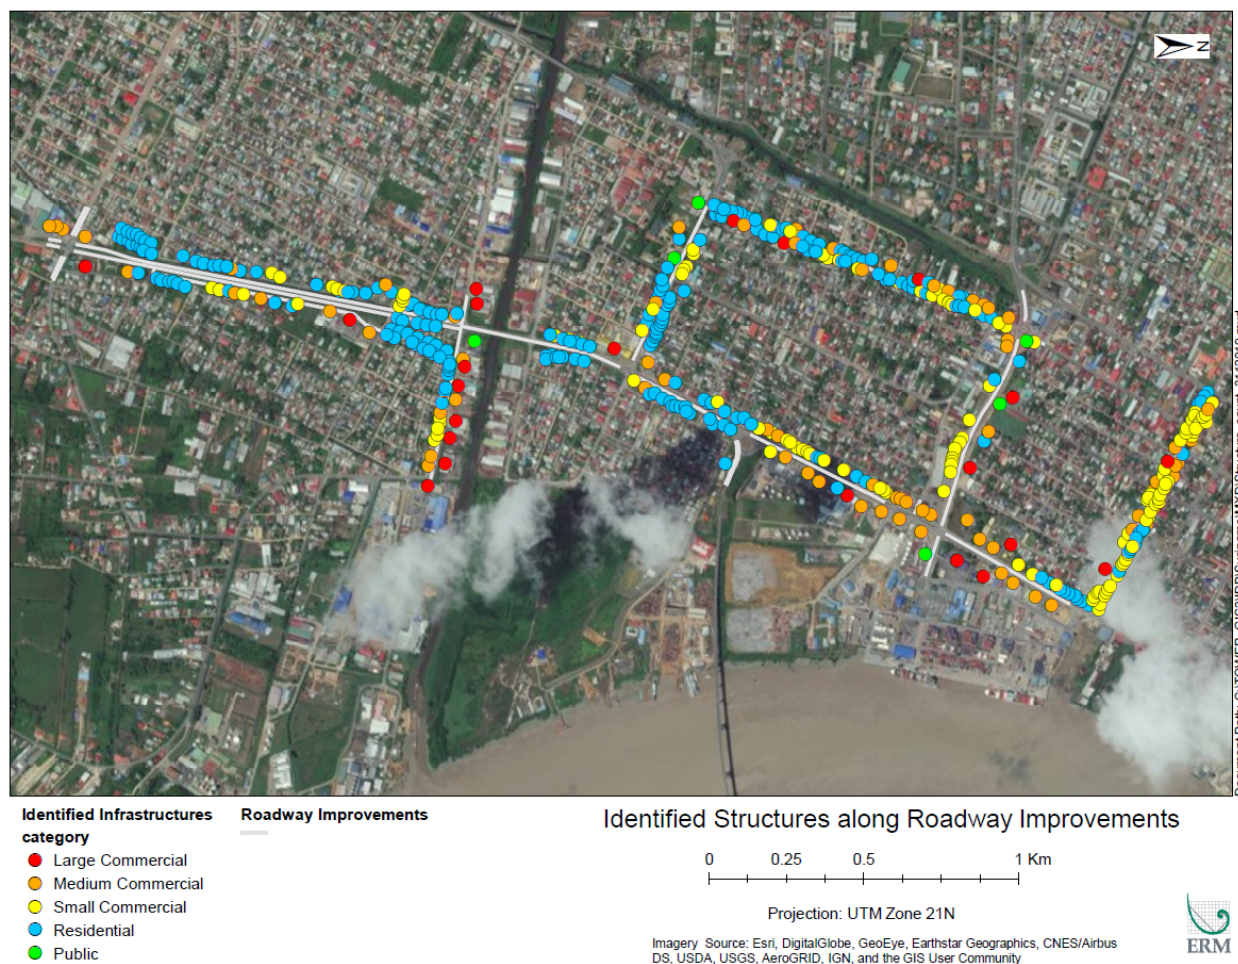 N
Identified Infrastructures
category
Large Commercial
Medium Commercial
Small Commercial
Residential
Public
Roadway Improvements
Identified Structures along Roadway Improvements
0 0.25 0.5 1 Km
Projection: UTM Zone 21N
Imagery Source: Esri, DigitalGlobe, GeoEye, Earthstar Geographics, CNES/Airbus
DS, USDA, USGS, AeroGRID, IGN, and the GIS User Community
ERM